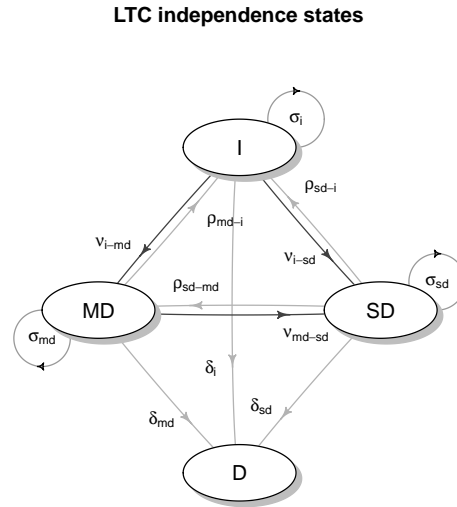 LTC independence states
σi
I
ρsd−i
ρmd−i
νi−md
νi−sd
ρsd−md
σsd
MD
SD
σmd
νmd−sd
δi
δmd
δsd
D